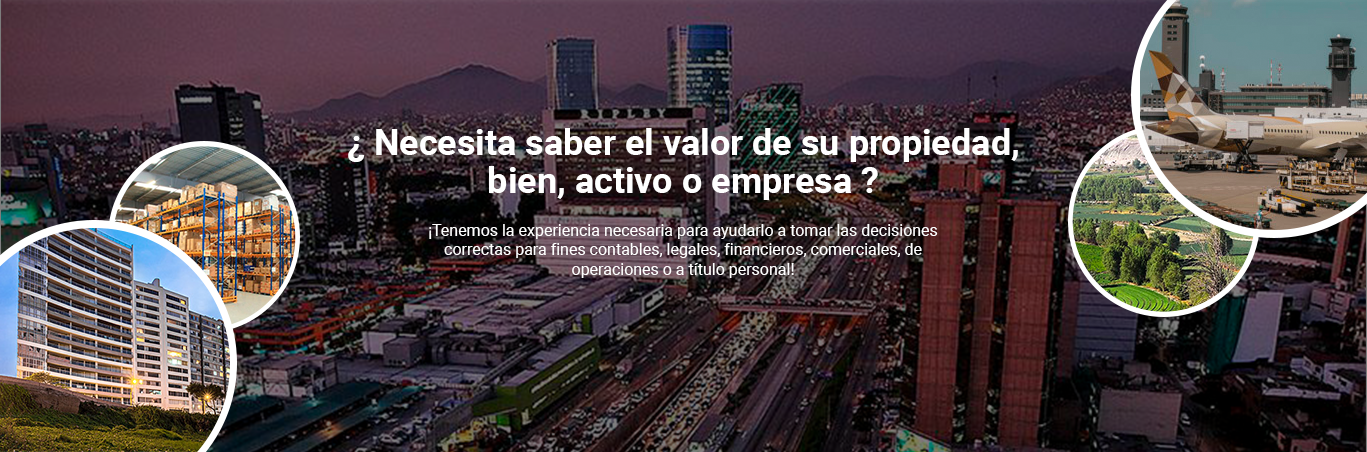 ¿ Necesita saber el valor de su propiedad,
bien, activo o empresa ?
¡Tenemos la experiencia necesaria para ayudarlo a tomar las decisiones
correctas para fines contables, legales, financieros, comerciales, de
operaciones o a título personal!